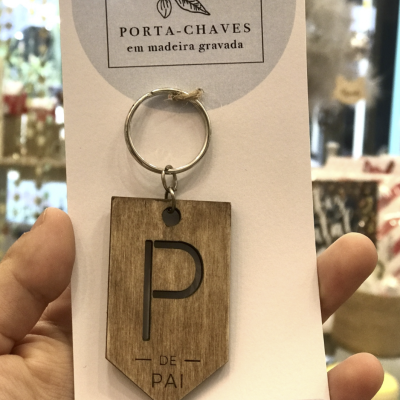 PORTA-CHAVES
em madeira gravada
P
DE
PAI